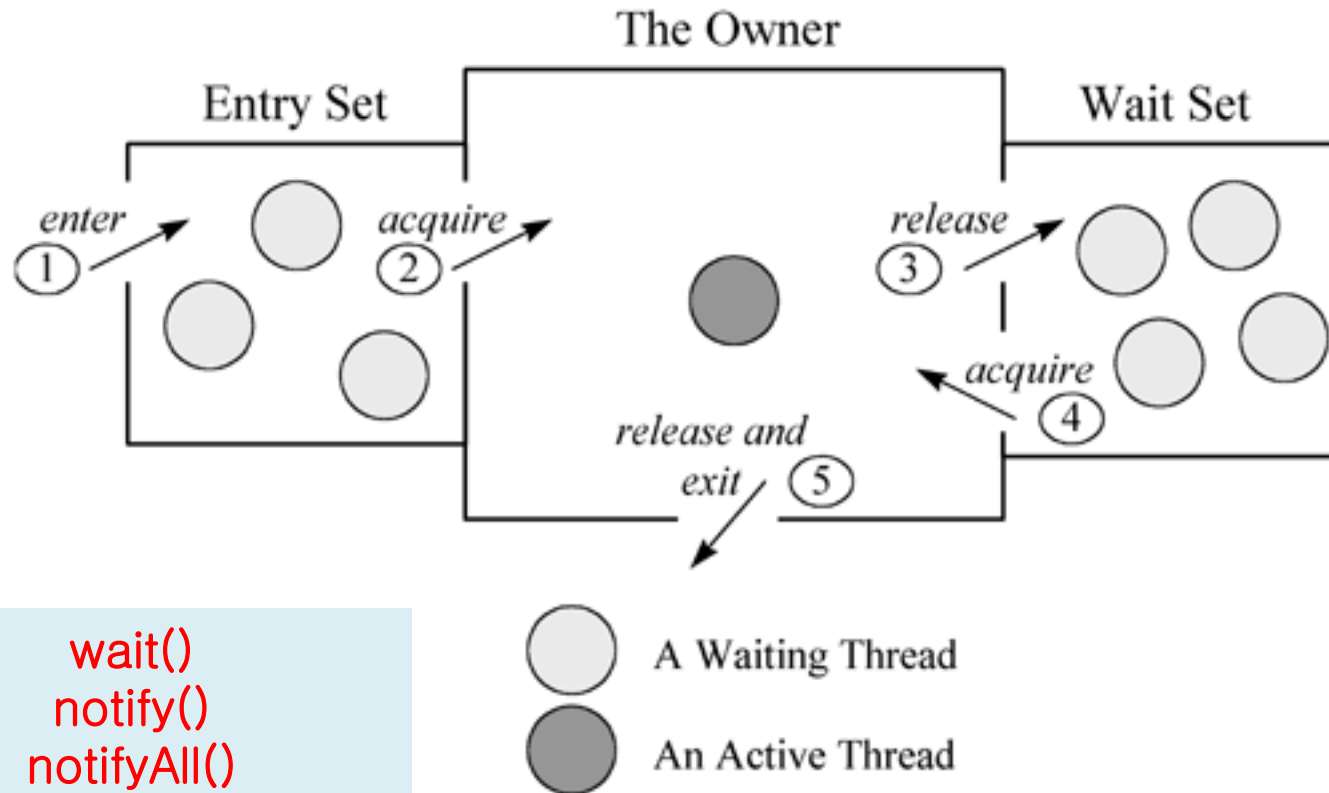 The Owner
Entry Set
Wait Set
enter
1
acquire
2
release
3
acquire
4
release and
exit 5
wait()
notify()
notifyAll()
A Waiting Thread
An Active Thread